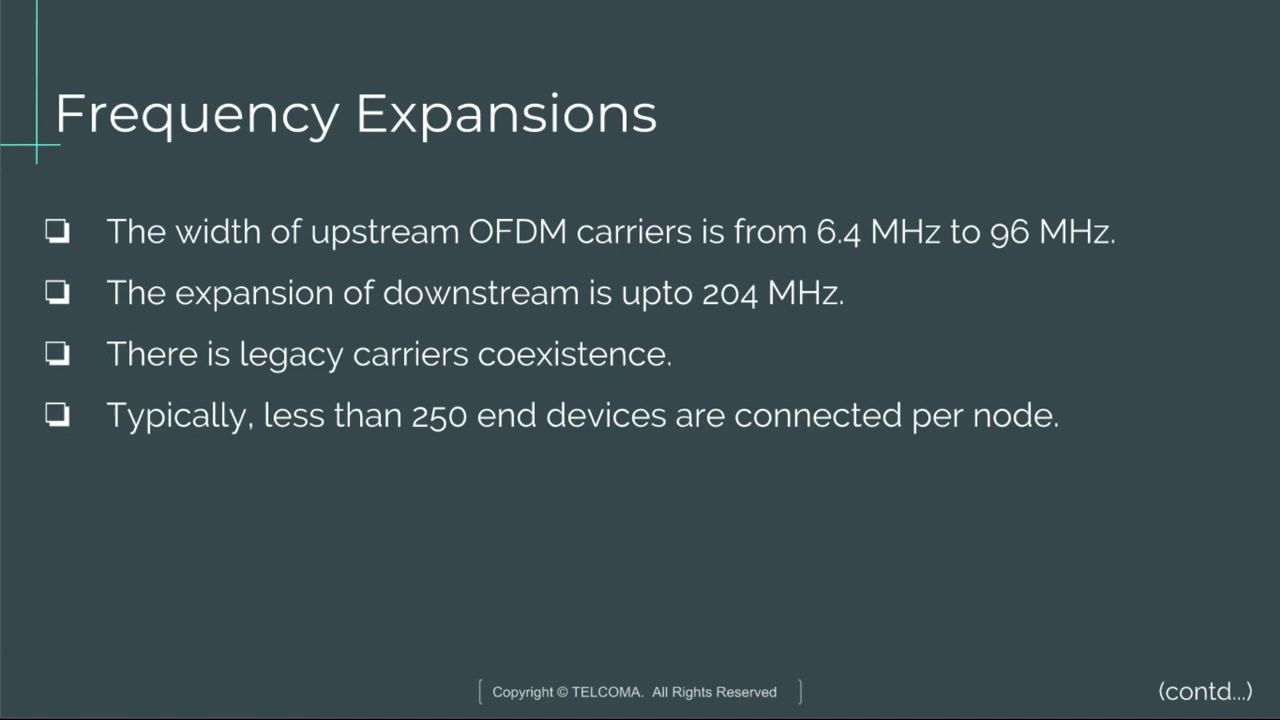 Frequency Expansions
❏ The width of upstream OFDM carriers is from 6.4 MHz to 96 MHz.
❏ The expansion of downstream is upto 204 MHz.
❏ There is legacy carriers coexistence.
❏ Typically, less than 250 end devices are connected per node.
Copyright © TELCOMA. All Rights Reserved
(contd...)